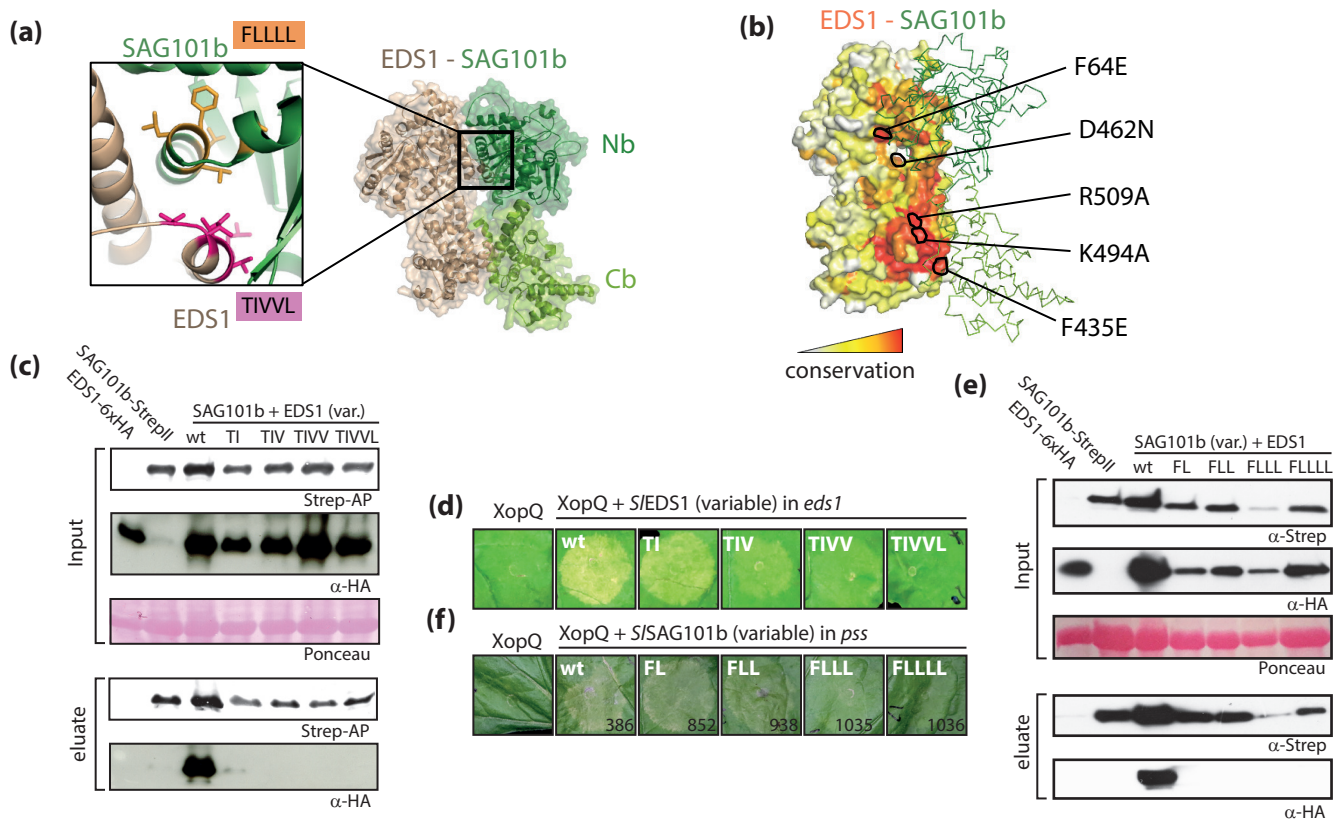 (a)
SAG101b FLLLL
EDS1 - SAG101b
Nb
Cb
EDS1 TIVVL
(b)
EDS1 - SAG101b
F64E
D462N
R509A
K494A
F435E
conservation
(c)
SAG101b-StrepII
EDS1-6xHA
SAG101b + EDS1 (var.)
wt TI TIV TIVV TIVVL
Input
Strep-AP
α-HA
Ponceau
eluate
Strep-AP
α-HA
(d)
XopQ
XopQ + SlEDS1 (variable) in eds1
wt TI TIV TIVV TIVVL
(f)
XopQ
XopQ + SlSAG101b (variable) in pss
wt FL FLL FLLL FLLLL
386 852 938 1035 1036
(e)
SAG101b-StrepII
EDS1-6xHA
SAG101b (var.) + EDS1
wt FL FLL FLLL FLLLL
Input
α-Strep
α-HA
Ponceau
eluate
α-Strep
α-HA